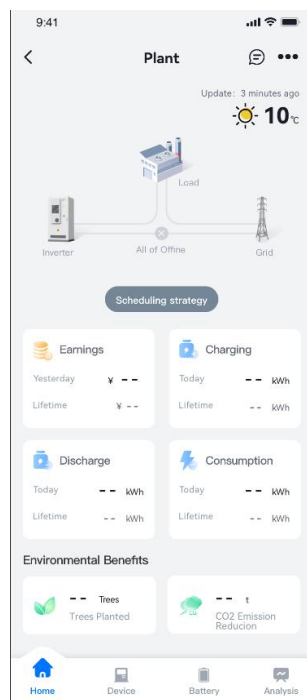 9:41
Plant
Update: 3 minutes ago
10℃
Load
Inverter
All of Offine
Grid
Scheduling strategy
Earnings
Yesterday ¥ --
Lifetime ¥ --
Charging
Today -- kWh
Lifetime -- kWh
Discharge
Today -- kWh
Lifetime -- kWh
Consumption
Today -- kWh
Lifetime -- kWh
Environmental Benefits
-- Trees
Trees Planted
-- t
CO2 Emission
Reducion
Home
Device
Battery
Analysis